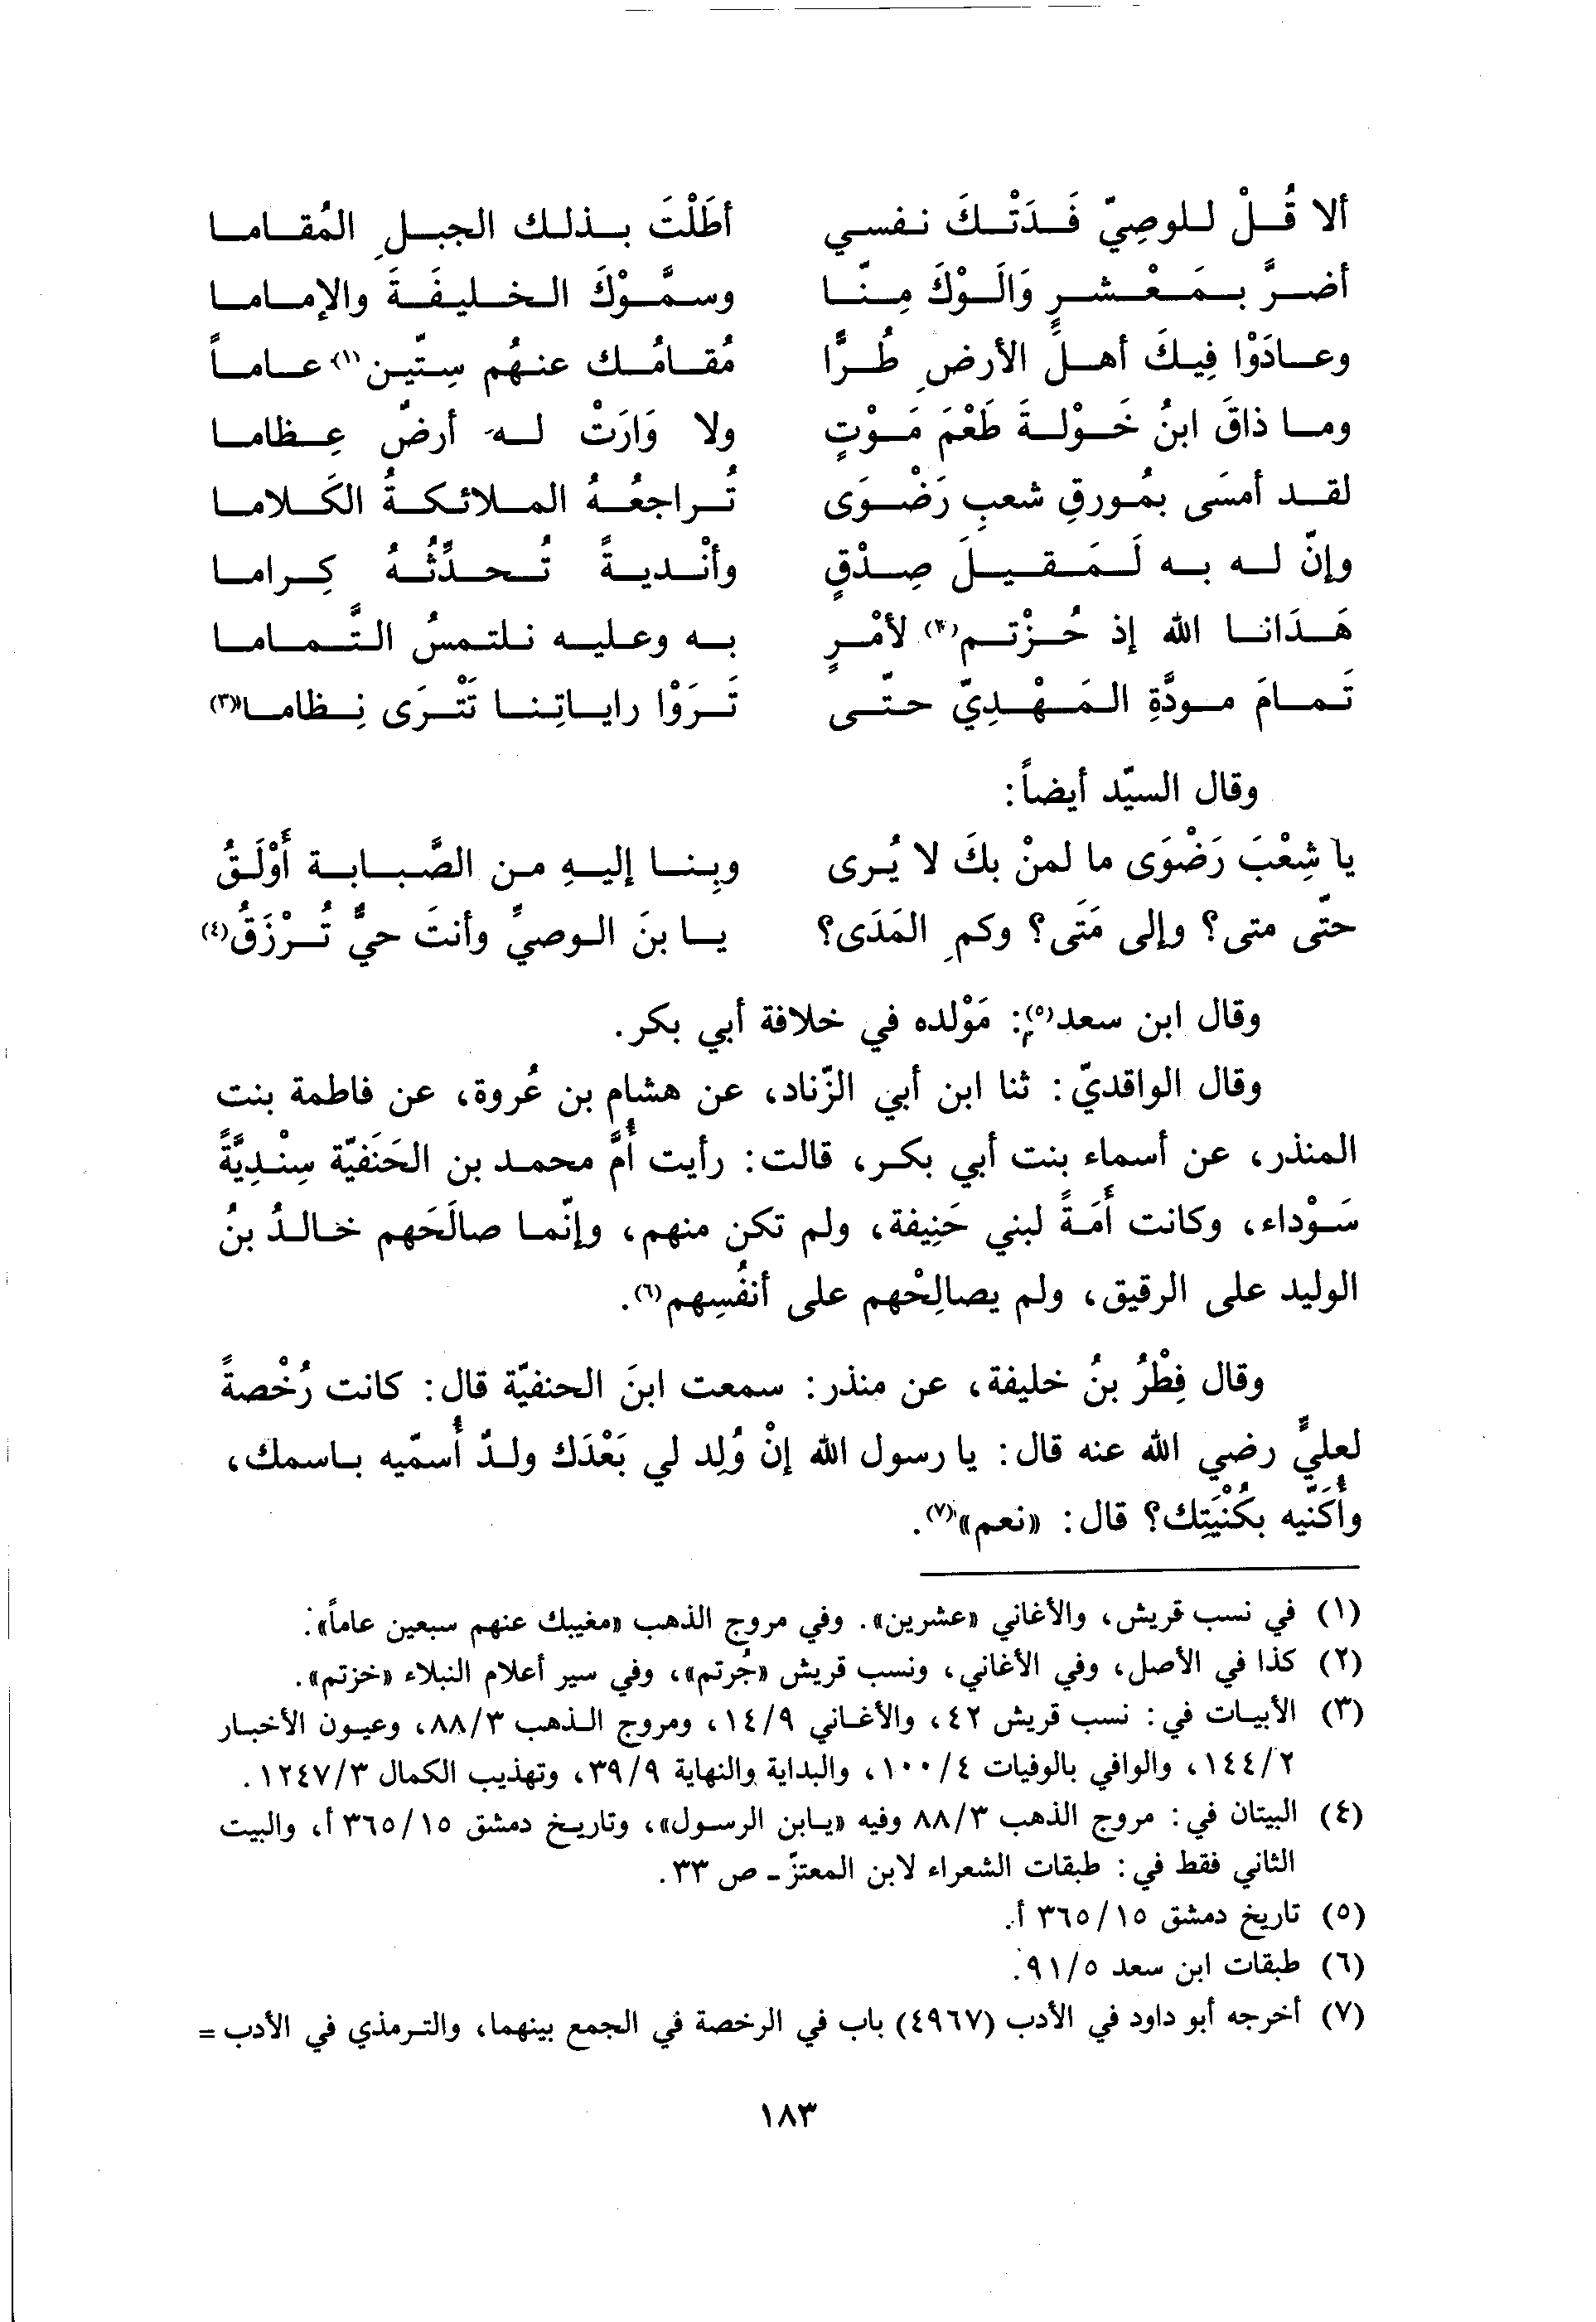 ألا قُلْ للوصِيّ فَدَتْكَ نفسي أطَلْتَ بذلك الجبلِ المُقاما
أضرَّ بمَعْشرٍ وَالَوْكَ مِنّا وسمَّوْكَ الخليفَةَ والإماما
وعادَوْا فِيكَ أهلَ الأرضِ طُرًّا مُقامُك عنهُم سِتّين(١) عاماً
وما ذاقَ ابنُ خَوْلةَ طَعْمَ مَوْتٍ ولا وَارَتْ له أرضٌ عِظاما
لقد أمسَى بمُورقِ شعبِ رَضْوَى تُراجعُهُ الملائكةُ الكَلاما
وإنّ له به لَمَقيلَ صِدْقٍ وأنْديةً تُحدِّثُهُ كِراما
هَدَانا الله إذ حُزْتم(٢) لأمْرٍ به وعليه نلتمسُ التَّماما
تَمامَ مودَّةِ المَهْدِيّ حتّى تَرَوْا راياتِنا تَتْرَى نِظاما(٣)
وقال السيّد أيضاً:
يا شِعْبَ رَضْوَى ما لمنْ بكَ لا يُرى وبِنا إليهِ من الصَّبابة أَوْلَقُ
حتّى متى؟ وإلى مَتَى؟ وكمِ المَدَى؟ يا بنَ الوصيِّ وأنتَ حيٌّ تُرْزَقُ(٤)
وقال ابن سعد(٥): مَوْلده في خلافة أبي بكر.
وقال الواقديّ: ثنا ابن أبي الزّناد، عن هشام بن عُروة، عن فاطمة بنت
المنذر، عن أسماء بنت أبي بكر، قالت: رأيت أُمَّ محمد بن الحَنَفيّة سِنْدِيَّةً
سَوْداء، وكانت أَمَةً لبني حَنِيفة، ولم تكن منهم، وإنّما صالَحَهم خالدُ بنُ
الوليد على الرقيق، ولم يصالِحْهم على أنفُسِهم(٦).
وقال فِطْرُ بنُ خليفة، عن منذر: سمعت ابنَ الحنفيّة قال: كانت رُخْصةً
لعليٍّ رضي الله عنه قال: يا رسول الله إنْ وُلِد لي بَعْدَك ولدٌ أُسمّيه باسمك،
وأُكَنّيه بكُنْيَتِك؟ قال: «نعم»(٧).
(١) في نسب قريش، والأغاني «عشرين». وفي مروج الذهب «مغيبك عنهم سبعين عاماً».
(٢) كذا في الأصل، وفي الأغاني، ونسب قريش «جُرتم»، وفي سير أعلام النبلاء «خزتم».
(٣) الأبيات في: نسب قريش ٤٢، والأغاني ١٤/٩، ومروج الذهب ٨٨/٣، وعيون الأخبار
١٤٤/٢، والوافي بالوفيات ١٠٠/٤، والبداية والنهاية ٣٩/٩، وتهذيب الكمال ١٢٤٧/٣.
(٤) البيتان في: مروج الذهب ٨٨/٣ وفيه «يابن الرسول»، وتاريخ دمشق ٣٦٥/١٥ أ، والبيت
الثاني فقط في: طبقات الشعراء لابن المعتزّ - ص ٣٣.
(٥) تاريخ دمشق ٣٦٥/١٥ أ.
(٦) طبقات ابن سعد ٩١/٥.
(٧) أخرجه أبو داود في الأدب (٤٩٦٧) باب في الرخصة في الجمع بينهما، والترمذي في الأدب =
١٨٣